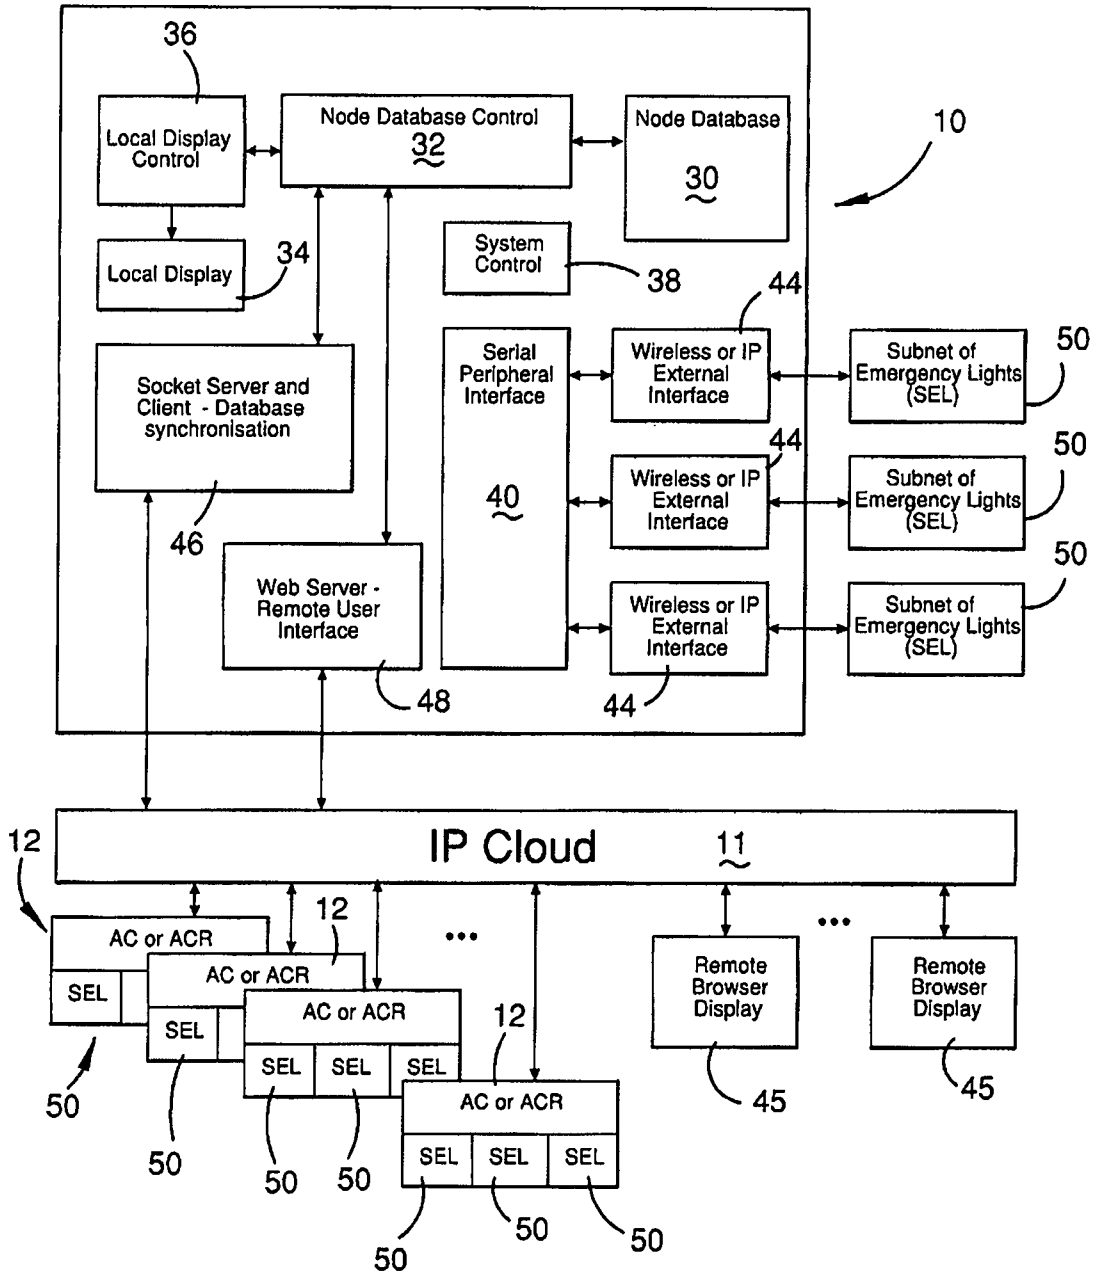 36
Local Display
Control
Node Database Control
32
Node Database
30
10
System
Control
38
Local Display
34
44
Socket Server and
Client - Database
synchronisation
46
Serial
Peripheral
Interface
40
Wireless or IP
External
Interface
Subnet of
Emergency Lights
(SEL)
50
44
Wireless or IP
External
Interface
Subnet of
Emergency Lights
(SEL)
50
Web Server -
Remote User
Interface
48
Wireless or IP
External
Interface
44
Subnet of
Emergency Lights
(SEL)
50
IP Cloud
11
12
AC or ACR
SEL
50
12
AC or ACR
SEL
50
AC or ACR
SEL
SEL
SEL
50
50
...
12
AC or ACR
SEL
SEL
SEL
50
50
50
Remote
Browser
Display
45
...
Remote
Browser
Display
45